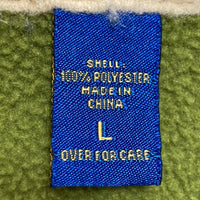 SHELL:
100% POLYESTER
MADE IN
CHINA
L
OVER FOR CARE